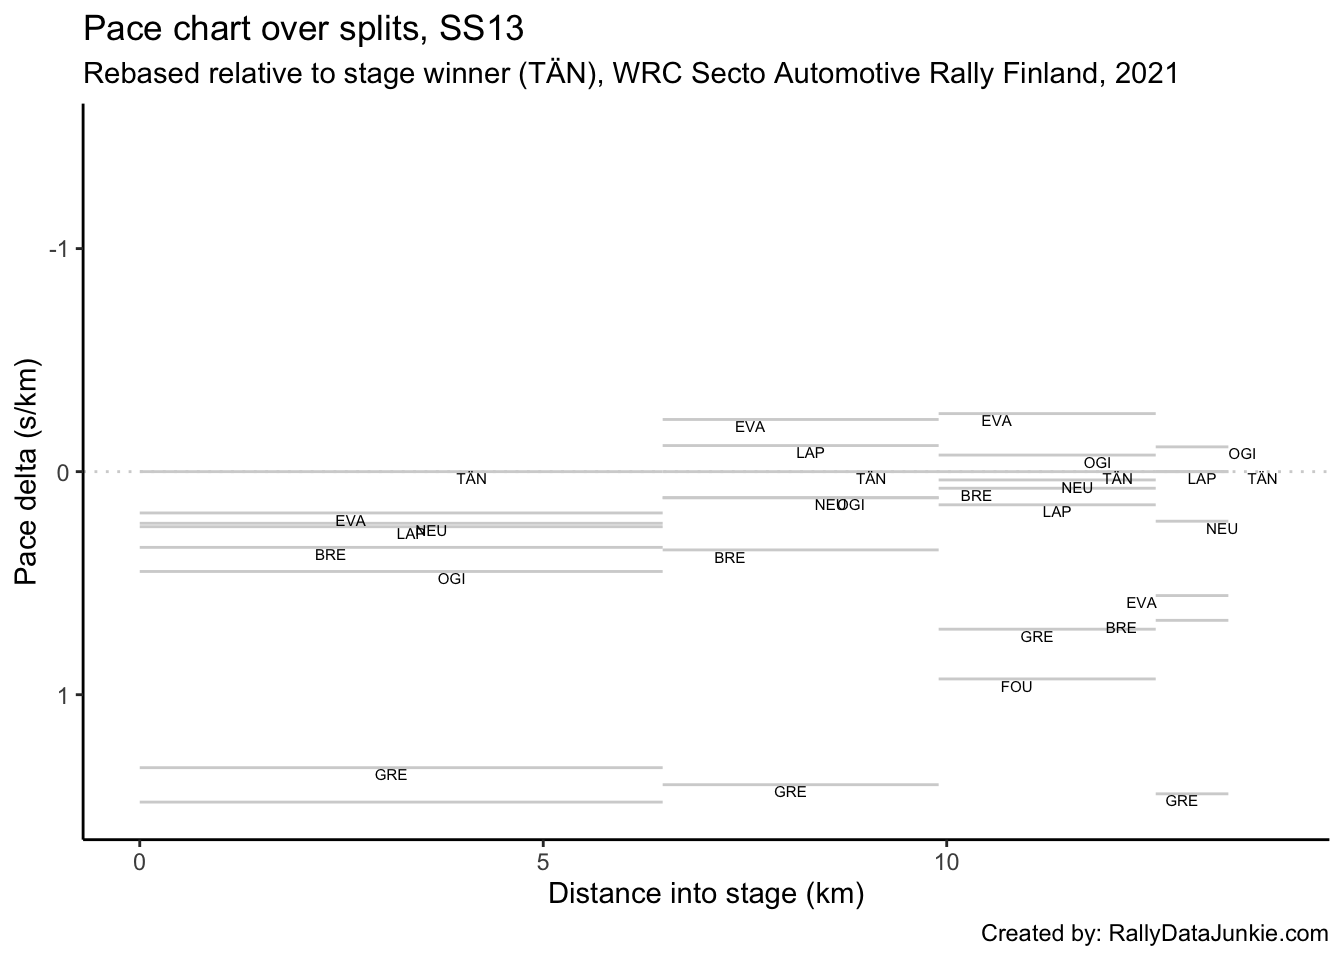 Pace chart over splits, SS13
Rebased relative to stage winner (TÄN), WRC Secto Automotive Rally Finland, 2021
Pace delta (s/km)
-1
0
1
EVA
EVA
LAP
OGI
OGI
TÄN
TÄN
TÄN
LAP
TÄN
NEU
BRE
NEU
OGI
LAP
EVA
NEU
LAP
NEU
BRE
BRE
OGI
EVA
BRE
GRE
FOU
GRE
GRE
GRE
0
5
10
Distance into stage (km)
Created by: RallyDataJunkie.com